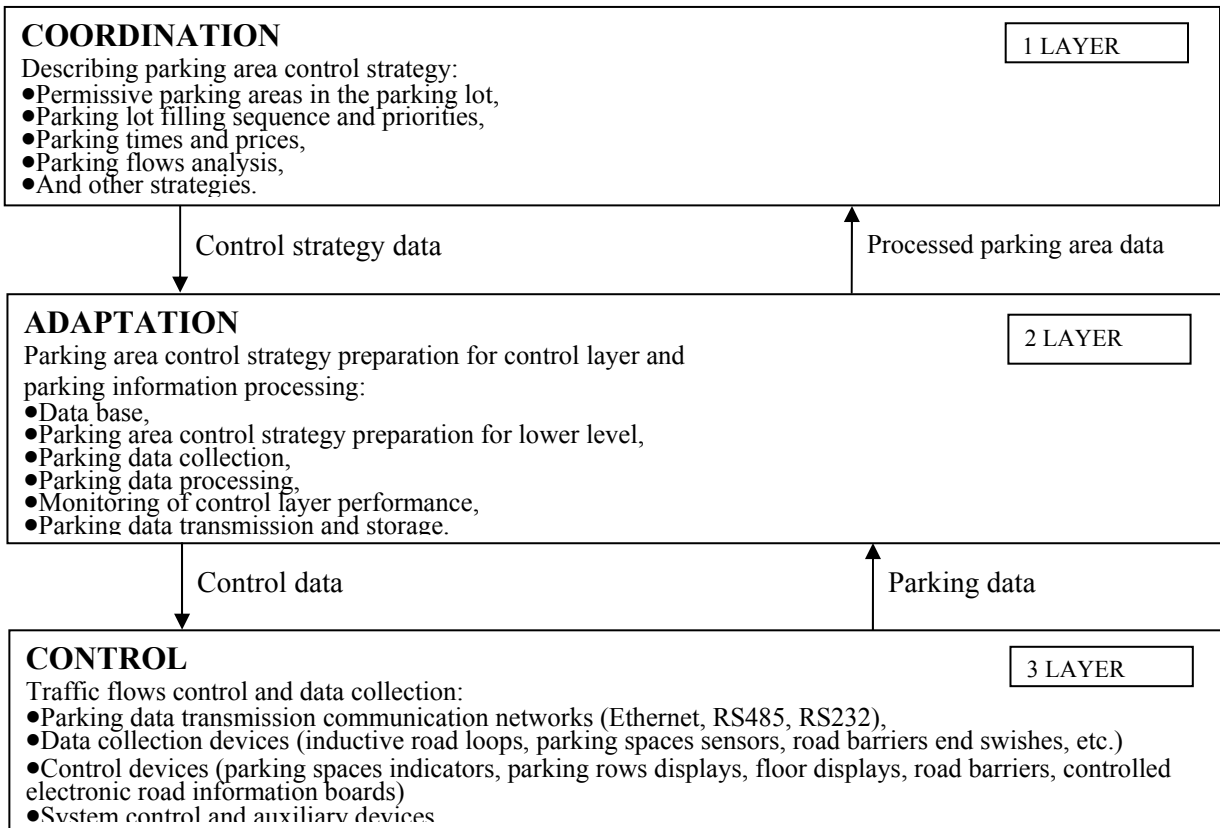 COORDINATION
1 LAYER
Describing parking area control strategy:
●Permissive parking areas in the parking lot,
●Parking lot filling sequence and priorities,
●Parking times and prices,
●Parking flows analysis,
●And other strategies.
Control strategy data
Processed parking area data
ADAPTATION
2 LAYER
Parking area control strategy preparation for control layer and
parking information processing:
●Data base,
●Parking area control strategy preparation for lower level,
●Parking data collection,
●Parking data processing,
●Monitoring of control layer performance,
●Parking data transmission and storage.
Control data
Parking data
CONTROL
3 LAYER
Traffic flows control and data collection:
●Parking data transmission communication networks (Ethernet, RS485, RS232),
●Data collection devices (inductive road loops, parking spaces sensors, road barriers end swishes, etc.)
●Control devices (parking spaces indicators, parking rows displays, floor displays, road barriers, controlled
electronic road information boards)
●System control and auxiliary devices